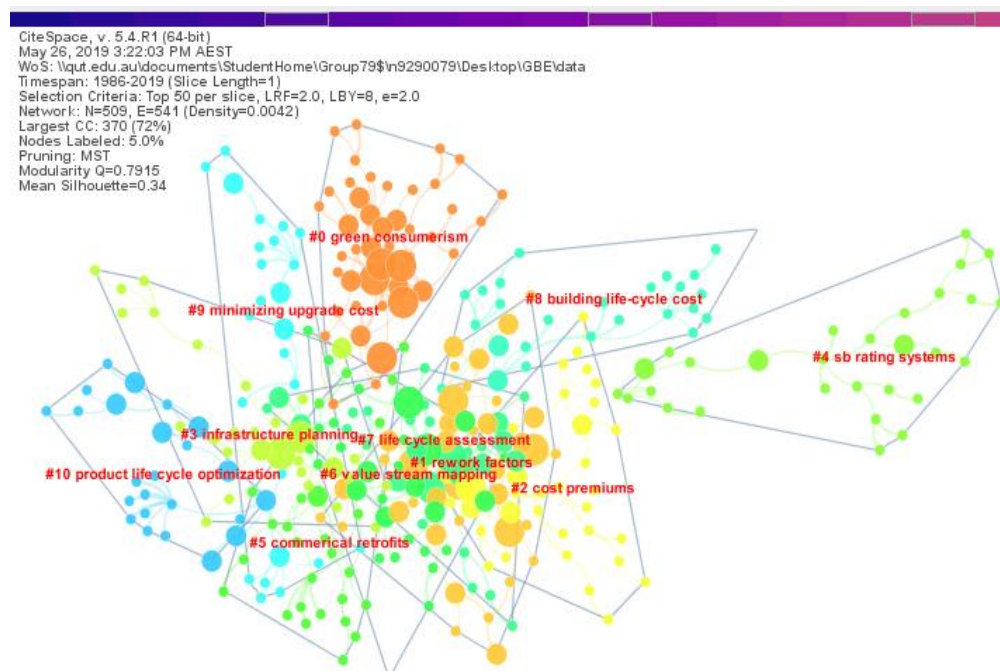 CiteSpace, v. 5.4.R1 (64-bit)
May 26, 2019 3:22:03 PM AEST
WoS: \\qut.edu.au\documents\StudentHome\Group79$\n9290079\Desktop\GBE\data
Timespan: 1986-2019 (Slice Length=1)
Selection Criteria: Top 50 per slice, LRF=2.0, LBY=8, e=2.0
Network: N=509, E=541 (Density=0.0042)
Largest CC: 370 (72%)
Nodes Labeled: 5.0%
Pruning: MST
Modularity Q=0.7915
Mean Silhouette=0.34
#0 green consumerism
#8 building life-cycle cost
#9 minimizing upgrade cost
#4 sb rating systems
#3 infrastructure planning
#7 life cycle assessment
#1 rework factors
#10 product life cycle optimization
#6 value stream mapping
#2 cost premiums
#5 commerical retrofits